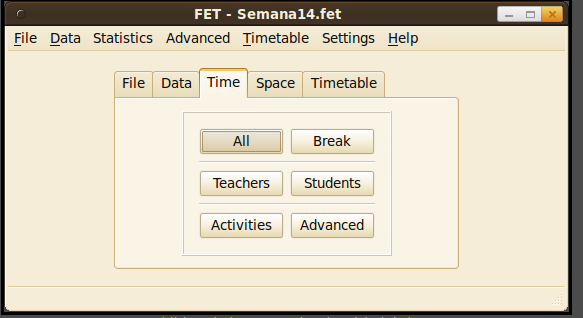 FET - Semana14.fet
File Data Statistics Advanced Timetable Settings Help
File Data Time Space Timetable
All Break
Teachers Students
Activities Advanced